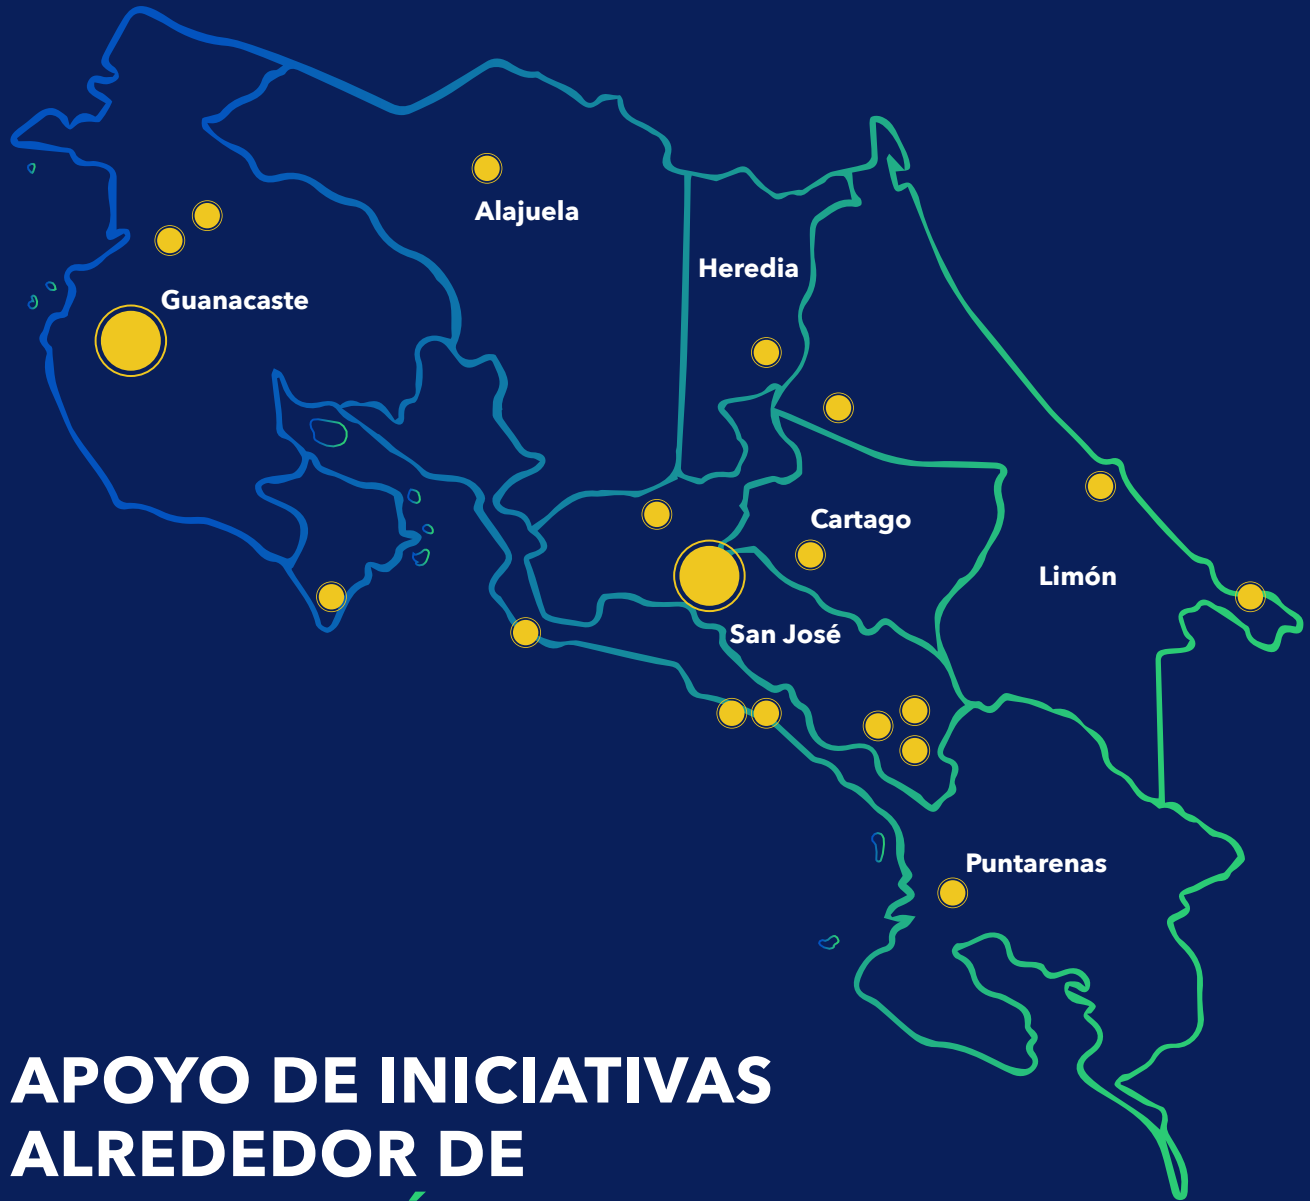 Alajuela
Heredia
Guanacaste
Cartago
Limón
San José
Puntarenas
APOYO DE INICIATIVAS
ALREDEDOR DE